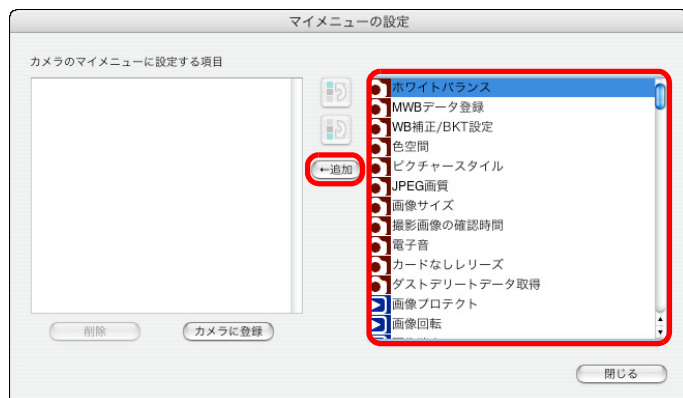 マイメニューの設定
カメラのマイメニューに設定する項目
ホワイトバランス
MWBデータ登録
WB補正/BKT設定
色空間
←追加
ピクチャースタイル
JPEG画質
画像サイズ
撮影画像の確認時間
電子音
カードなしレリーズ
ダストデリートデータ取得
画像プロテクト
画像回転
削除
カメラに登録
閉じる